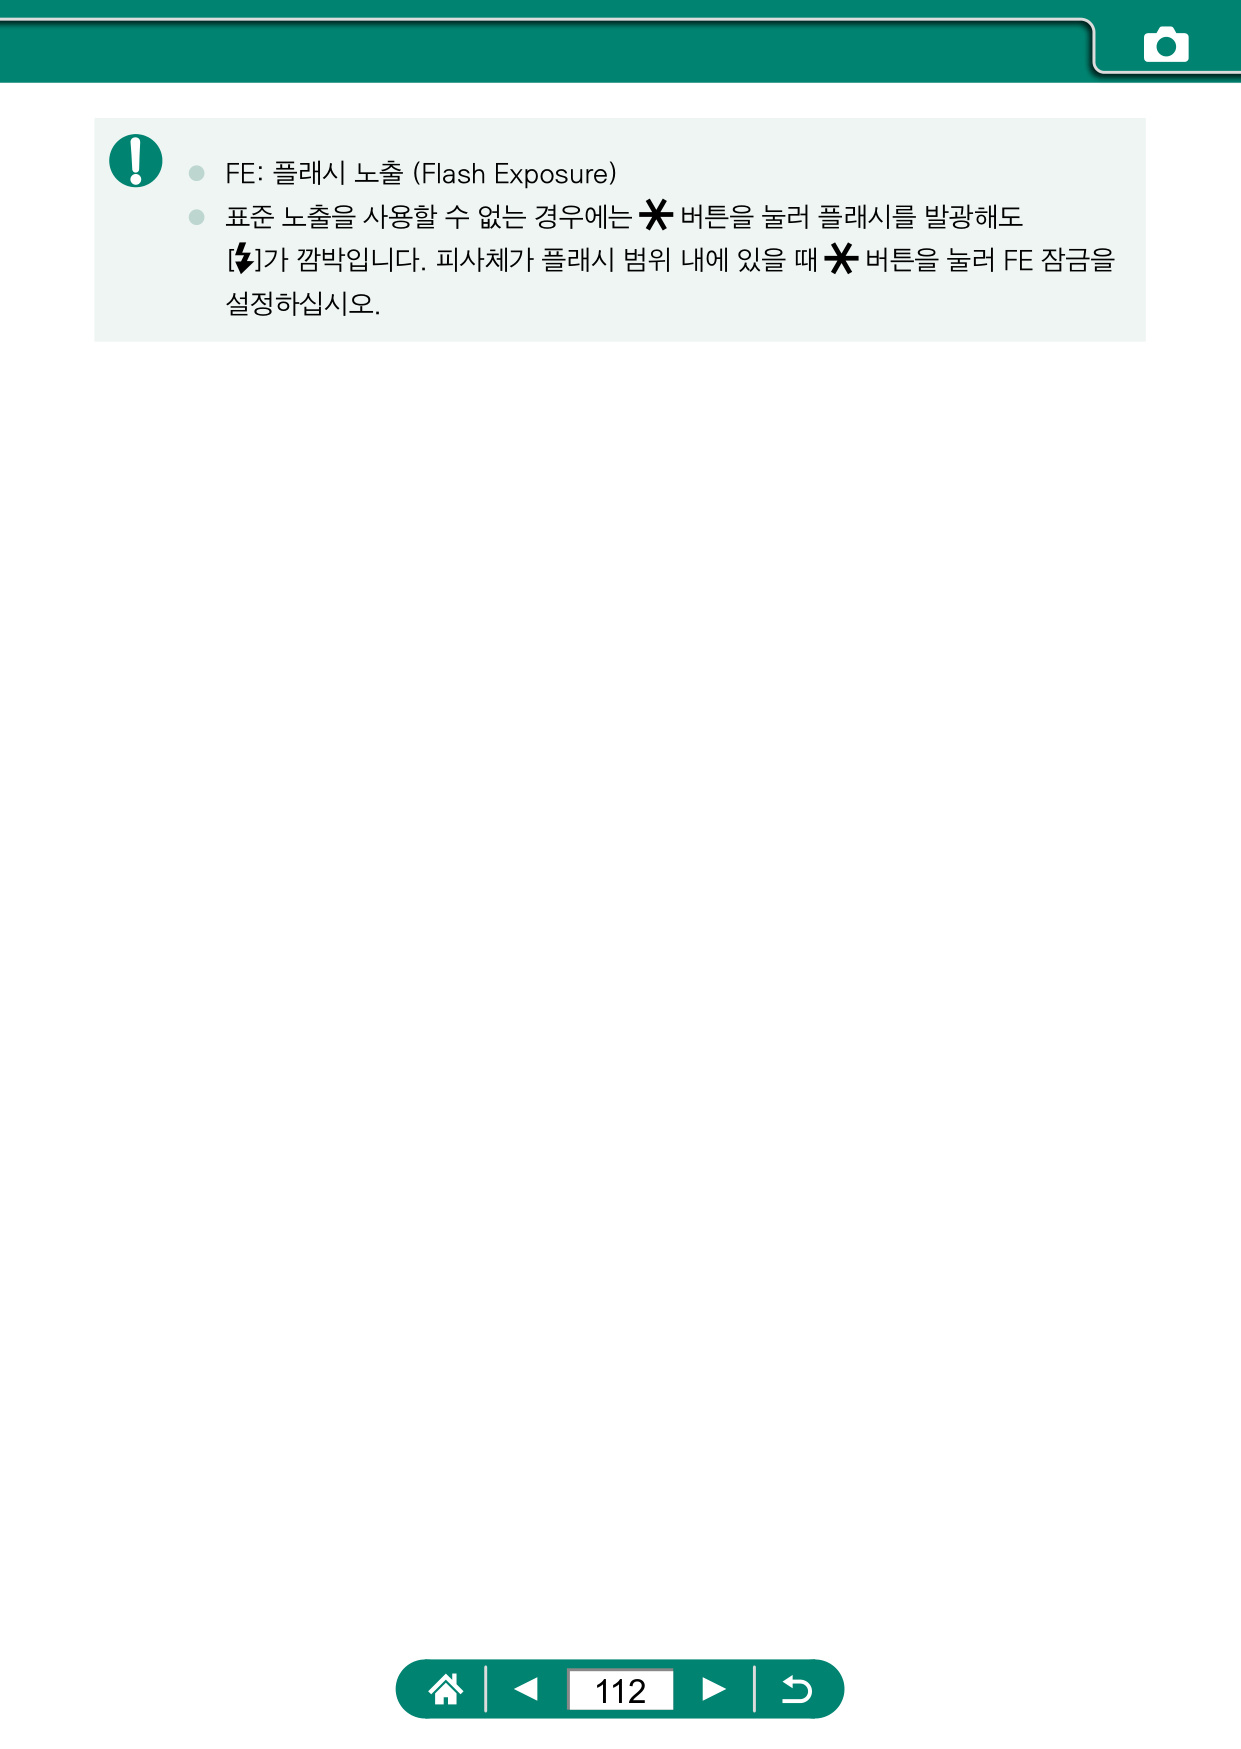 FE: 플래시 노출 (Flash Exposure)
표준 노출을 사용할 수 없는 경우에는 * 버튼을 눌러 플래시를 발광해도
[⚡]가 깜박입니다. 피사체가 플래시 범위 내에 있을 때 * 버튼을 눌러 FE 잠금을
설정하십시오.
112